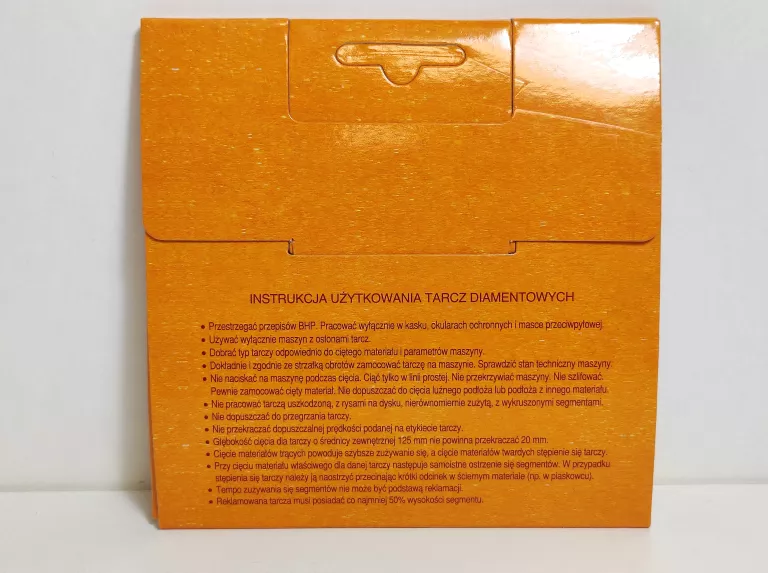 INSTRUKCJA UŻYTKOWANIA TARCZ DIAMENTOWYCH
• Przestrzegać przepisów BHP. Pracować wyłącznie w kasku, okularach ochronnych i masce przeciwpyłowej.
• Używać wyłącznie maszyn z osłonami tarcz.
• Dobrać typ tarczy odpowiednio do ciętego materiału i parametrów maszyny.
• Dokładnie i zgodnie ze strzałką obrotów zamocować tarczę na maszynie. Sprawdzić stan techniczny maszyny.
• Nie naciskać na maszynę podczas cięcia. Ciąć tylko w linii prostej. Nie przekrzywiać maszyny. Nie szlifować.
Pewnie zamocować cięty materiał. Nie dopuszczać do cięcia luźnego podłoża lub podłoża z innego materiału.
• Nie pracować tarczą uszkodzoną, z rysami na dysku, nierównomiernie zużytą, z wykruszonymi segmentami.
• Nie dopuszczać do przegrzania tarczy.
• Nie przekraczać dopuszczalnej prędkości podanej na etykiecie tarczy.
• Głębokość cięcia dla tarczy o średnicy zewnętrznej 125 mm nie powinna przekraczać 20 mm.
• Cięcie materiałów trących powoduje szybsze zużywanie się, a cięcie materiałów twardych stępienie się tarczy.
• Przy cięciu materiału właściwego dla danej tarczy następuje samoistne ostrzenie się segmentów. W przypadku
stępienia się tarczy należy ją naostrzyć przecinając krótki odcinek w ściernym materiale (np. w piaskowcu).
• Tempo zużywania się segmentów nie może być podstawą reklamacji.
• Reklamowana tarcza musi posiadać co najmniej 50% wysokości segmentu.